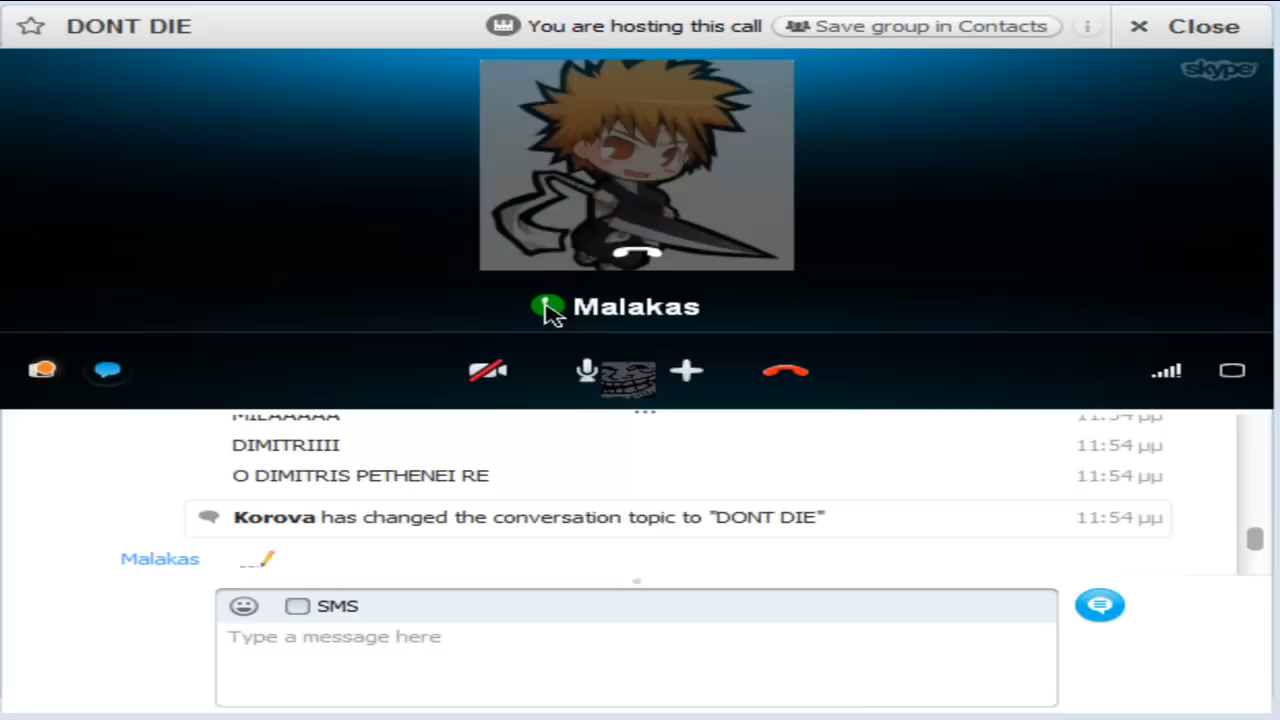 DONT DIE
You are hosting this call
Save group in Contacts
Close
skype
Malakas
DIMITRIIII
11:54 μμ
O DIMITRIS PETHENEI RE
11:54 μμ
Korova has changed the conversation topic to "DONT DIE"
11:54 μμ
Malakas
SMS
Type a message here